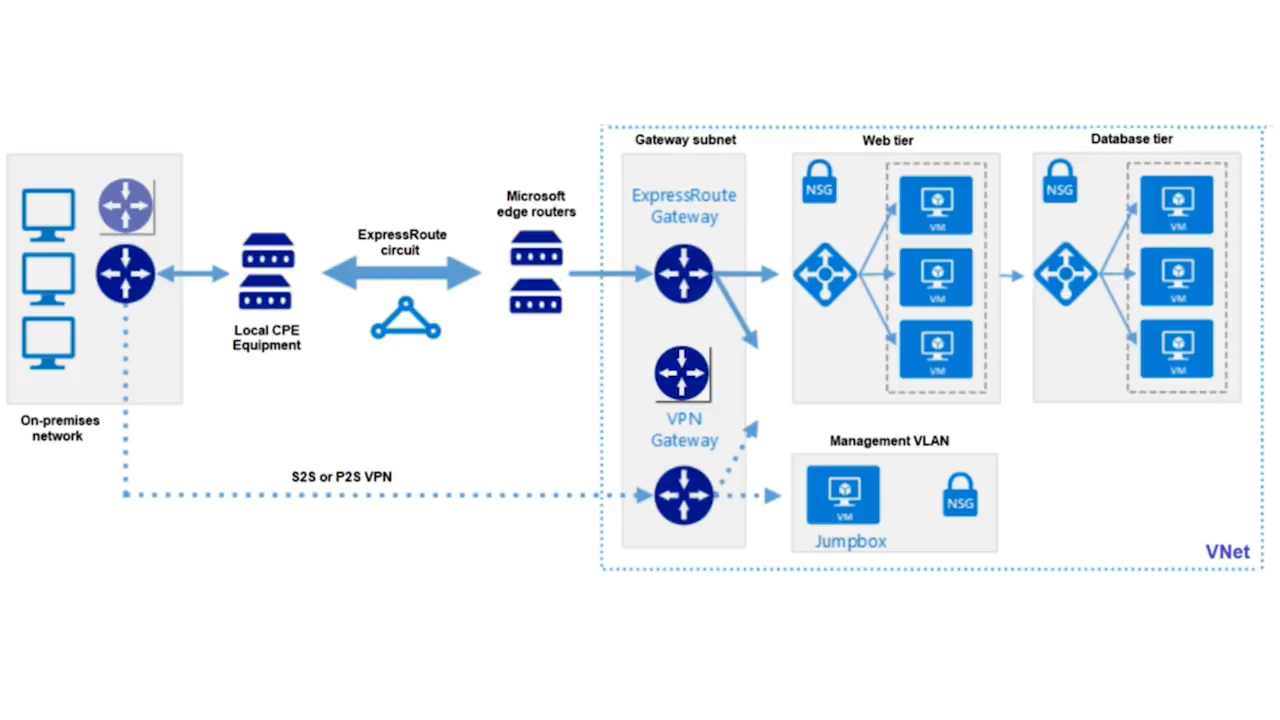 Gateway subnet
Web tier
Database tier
ExpressRoute
Gateway
NSG
VM
VM
VM
NSG
VM
VM
VM
Microsoft
edge routers
ExpressRoute
circuit
Local CPE
Equipment
On-premises
network
VPN
Gateway
S2S or P2S VPN
Management VLAN
VM
Jumpbox
NSG
VNet